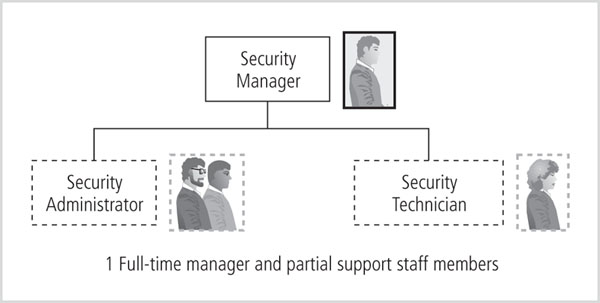 Security
Manager
Security
Administrator
Security
Technician
1 Full-time manager and partial support staff members